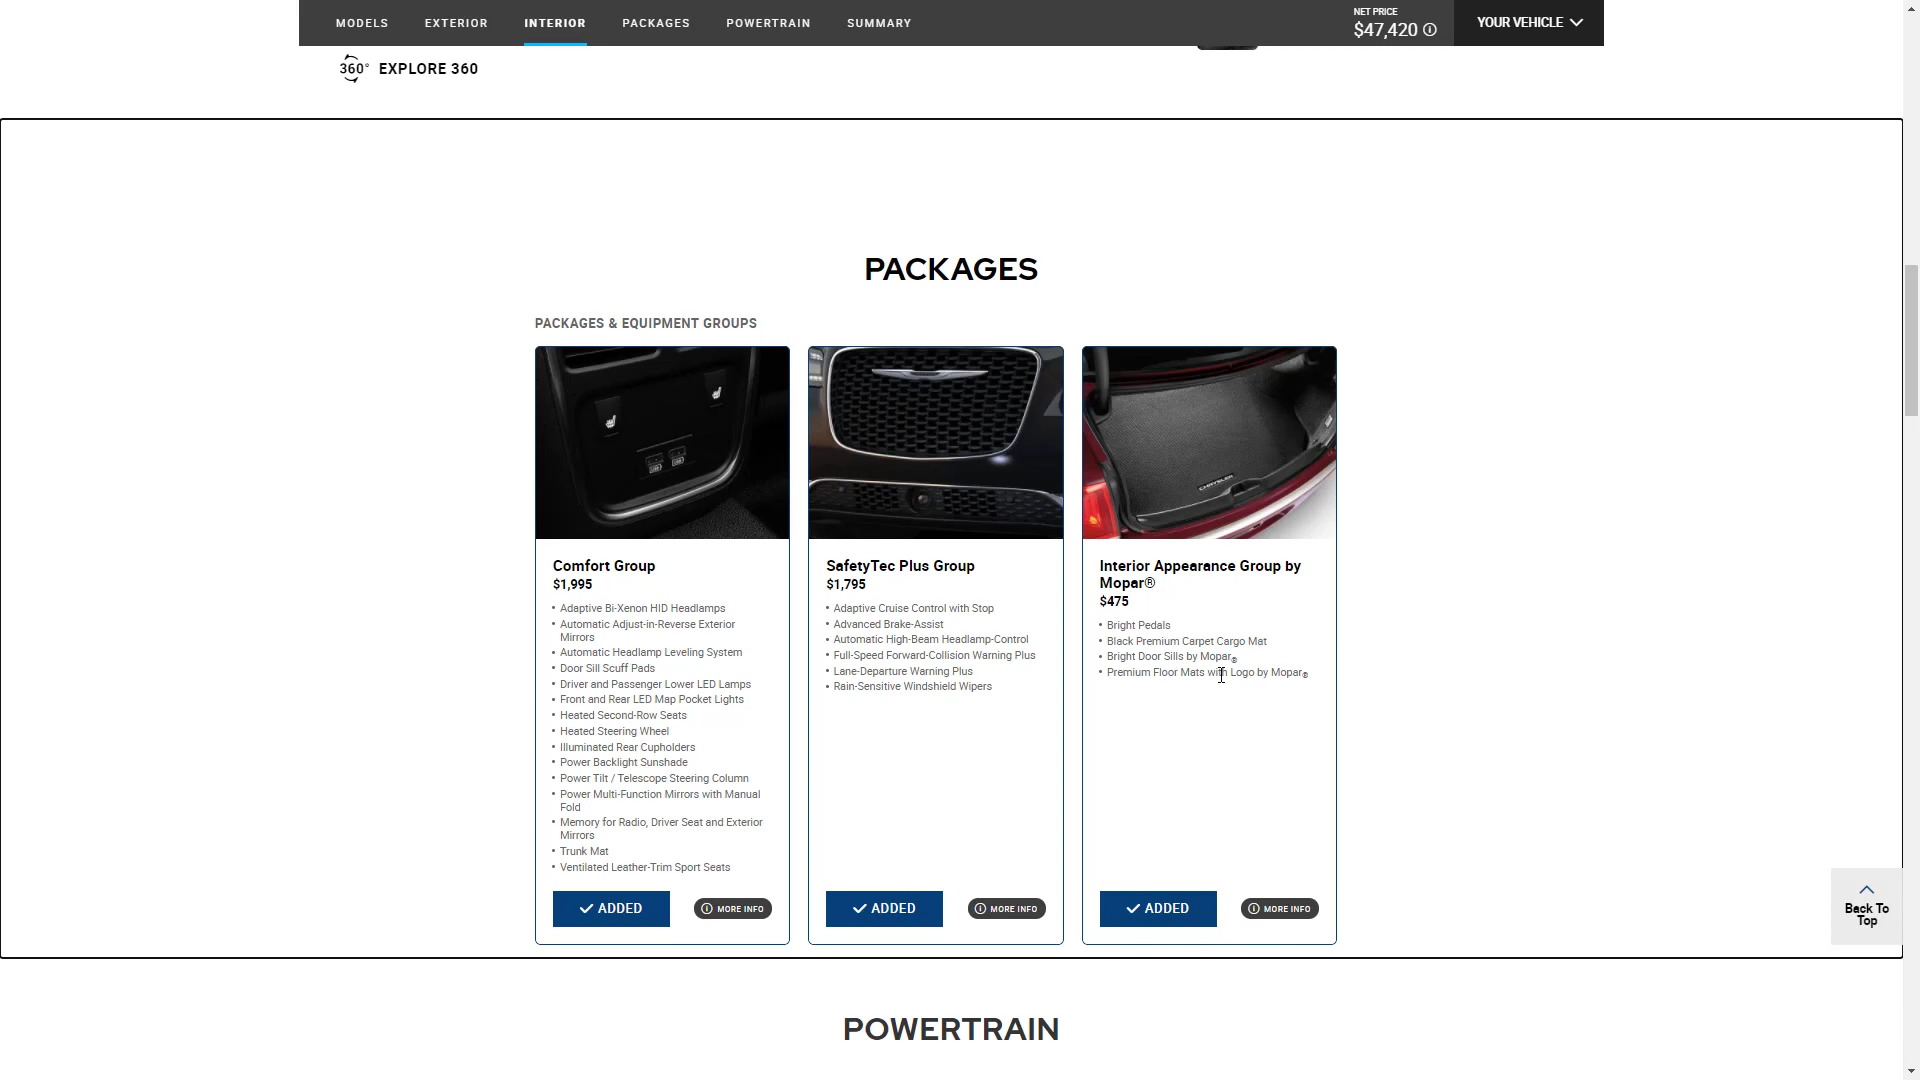 MODELS
EXTERIOR
INTERIOR
PACKAGES
POWERTRAIN
SUMMARY
NET PRICE
$47,420
YOUR VEHICLE
360°
EXPLORE 360
PACKAGES
PACKAGES & EQUIPMENT GROUPS
Comfort Group
$1,995
• Adaptive Bi-Xenon HID Headlamps
• Automatic Adjust-in-Reverse Exterior
Mirrors
• Automatic Headlamp Leveling System
• Door Sill Scuff Pads
• Driver and Passenger Lower LED Lamps
• Front and Rear LED Map Pocket Lights
• Heated Second-Row Seats
• Heated Steering Wheel
• Illuminated Rear Cupholders
• Power Backlight Sunshade
• Power Tilt / Telescope Steering Column
• Power Multi-Function Mirrors with Manual
Fold
• Memory for Radio, Driver Seat and Exterior
Mirrors
• Trunk Mat
• Ventilated Leather-Trim Sport Seats
ADDED
MORE INFO
SafetyTec Plus Group
$1,795
• Adaptive Cruise Control with Stop
• Advanced Brake-Assist
• Automatic High-Beam Headlamp-Control
• Full-Speed Forward-Collision Warning Plus
• Lane-Departure Warning Plus
• Rain-Sensitive Windshield Wipers
ADDED
MORE INFO
CHRYSLER
Interior Appearance Group by
Mopar®
$475
• Bright Pedals
• Black Premium Carpet Cargo Mat
• Bright Door Sills by Mopar®
• Premium Floor Mats with Logo by Mopar®
ADDED
MORE INFO
Back To
Top
POWERTRAIN